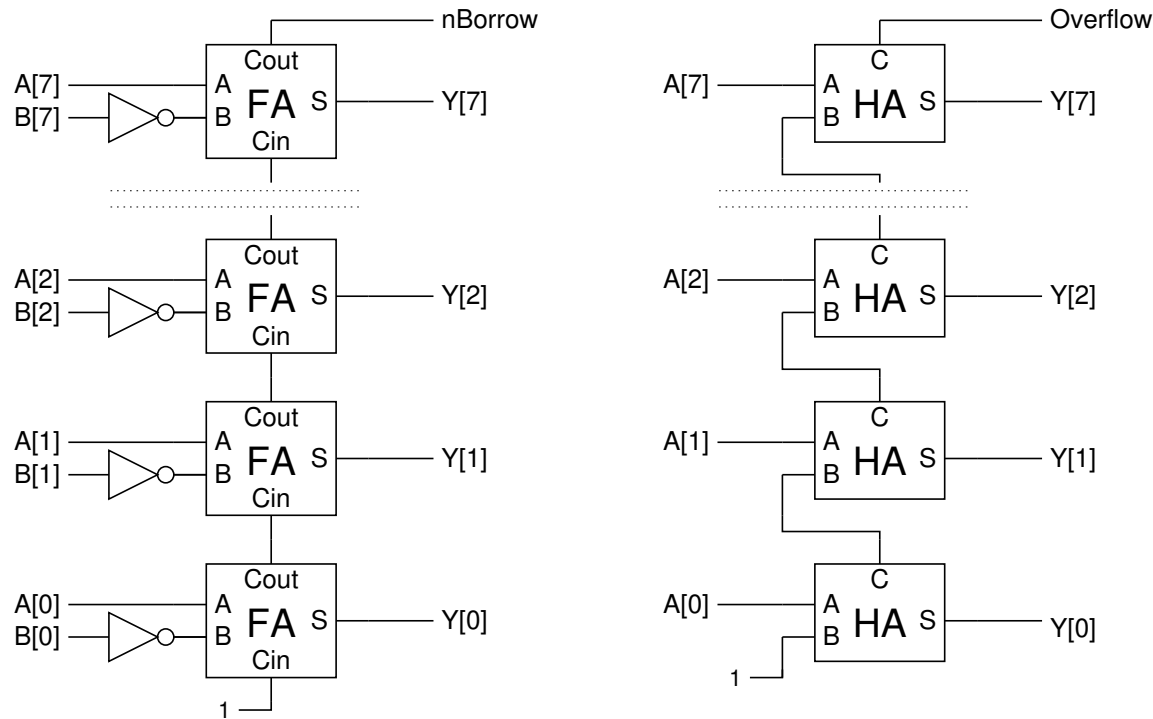 nBorrow
Cout
A[7] A
FA S Y[7]
B[7] B
Cin
Cout
A[2] A
FA S Y[2]
B[2] B
Cin
Cout
A[1] A
FA S Y[1]
B[1] B
Cin
Cout
A[0] A
FA S Y[0]
B[0] B
Cin
1
Overflow
C
A[7] A
HA S Y[7]
B
C
A[2] A
HA S Y[2]
B
C
A[1] A
HA S Y[1]
B
C
A[0] A
HA S Y[0]
B
1